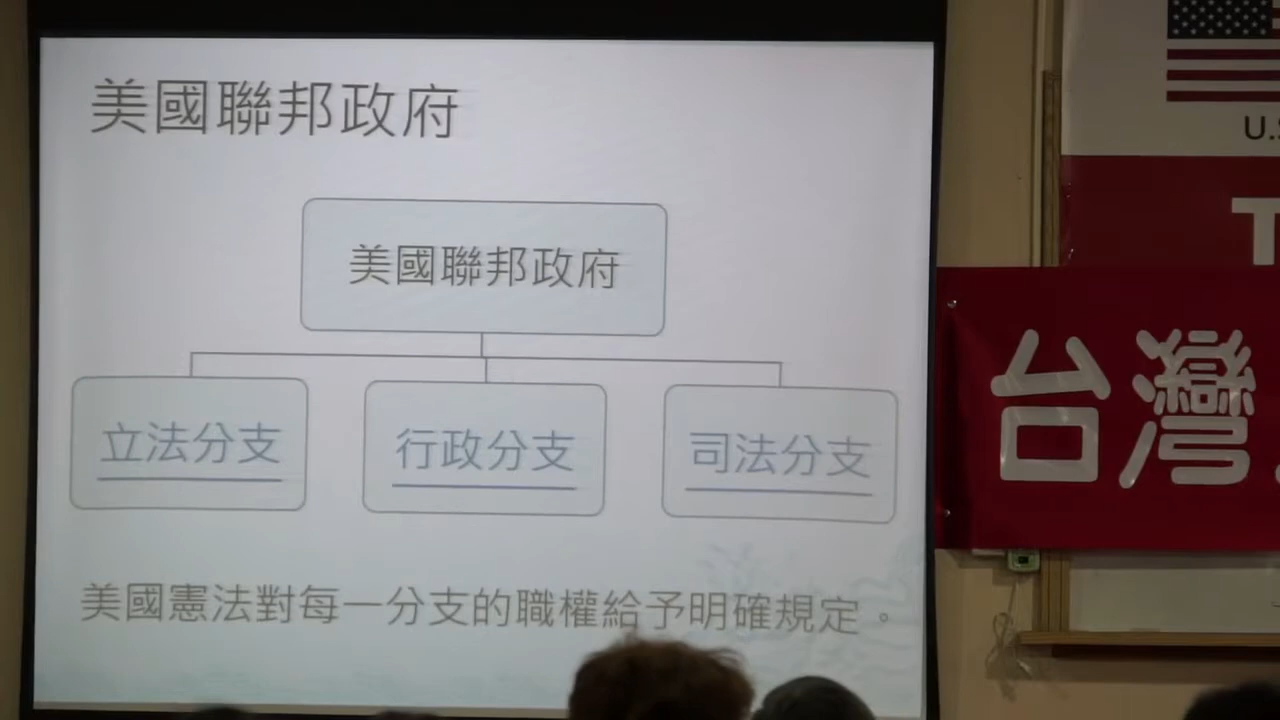 美國聯邦政府
美國聯邦政府
立法分支
行政分支
司法分支
美國憲法對每一分支的職權給予明確規定。
U.
T
台灣